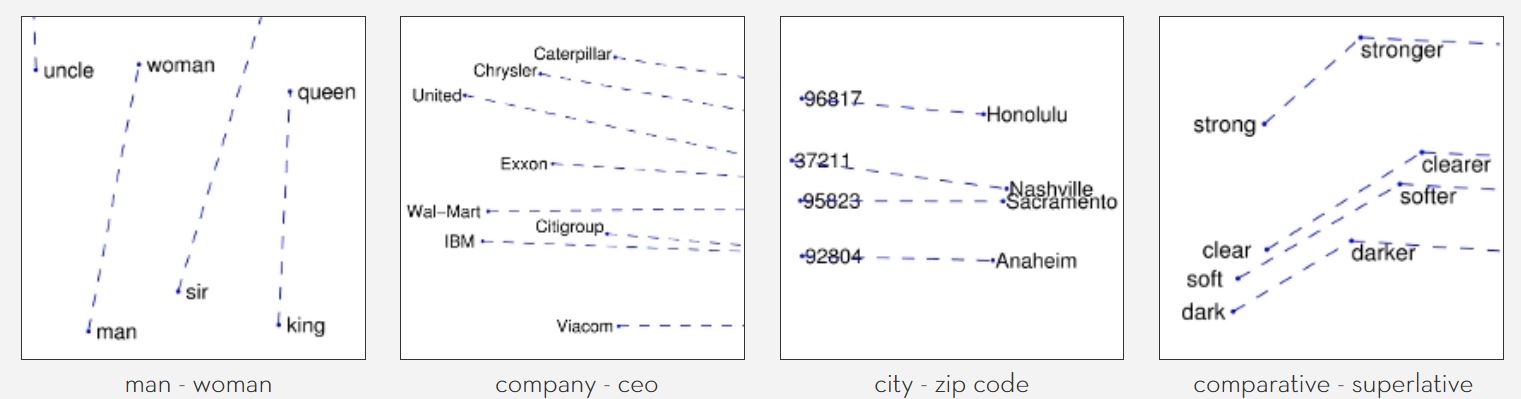 uncle
woman
queen
sir
king
man
man - woman
Caterpillar
Chrysler
United
Exxon
Wal-Mart
Citigroup
IBM
Viacom
company - ceo
96817
Honolulu
37211
Nashville
95823
Sacramento
92804
Anaheim
city - zip code
stronger
strong
clearer
softer
clear
darker
soft
dark
comparative - superlative